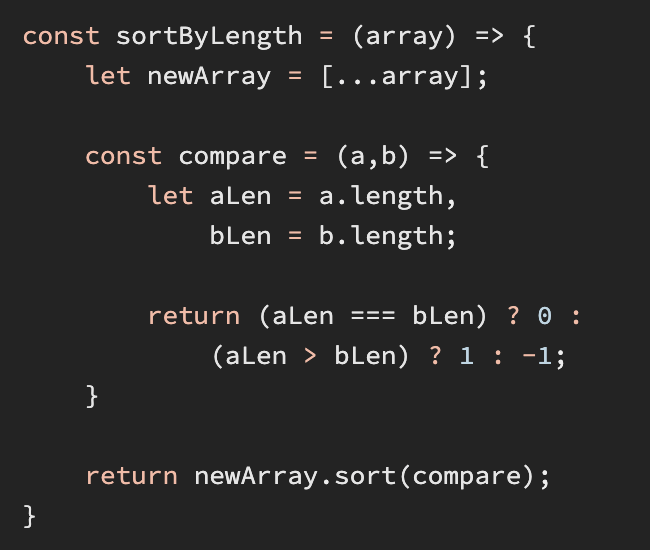 const sortByLength = (array) => {
    let newArray = [...array];

    const compare = (a,b) => {
        let aLen = a.length,
            bLen = b.length;

        return (aLen === bLen) ? 0 :
            (aLen > bLen) ? 1 : -1;
    }

    return newArray.sort(compare);
}